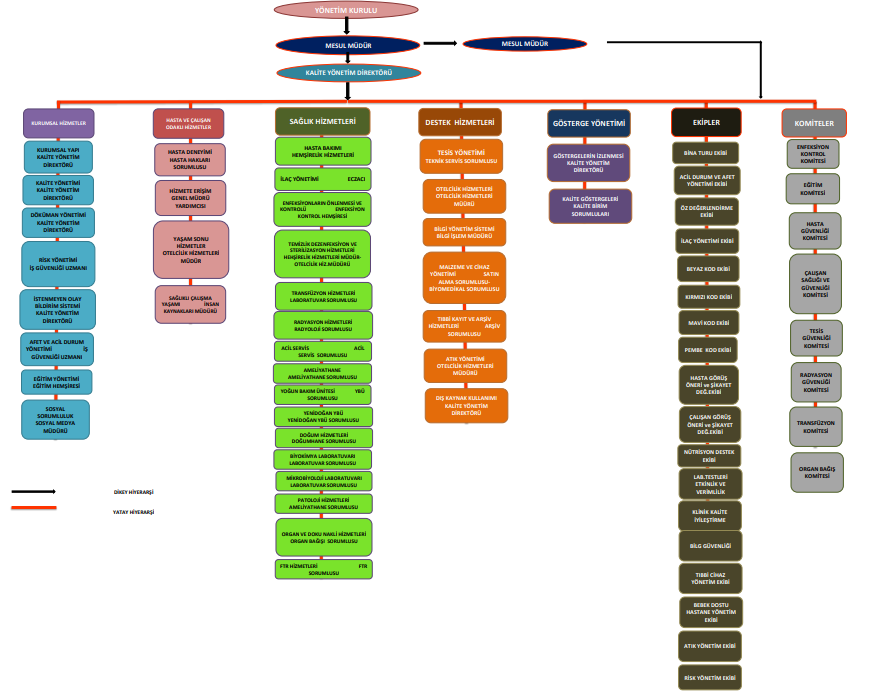 YÖNETİM KURULU
MESUL MÜDÜR
MESUL MÜDÜR
KALİTE YÖNETİM DİREKTÖRÜ
KURUMSAL HİZMETLER
KURUMSAL YAPI
KALİTE YÖNETİM
DİREKTÖRÜ
KALİTE YÖNETİMİ
KALİTE YÖNETİM
DİREKTÖRÜ
DÖKÜMAN YÖNETİMİ
KALİTE YÖNETİM
DİREKTÖRÜ
RİSK YÖNETİMİ
İŞ GÜVENLİĞİ UZMANI
İSTENMEYEN OLAY
BİLDİRİM SİSTEMİ
KALİTE YÖNETİM
DİREKTÖRÜ
AFET VE ACİL DURUM
YÖNETİMİ İŞ
GÜVENLİĞİ UZMANI
EĞİTİM YÖNETİMİ
EĞİTİM HEMŞİRESİ
SOSYAL
SORUMLULUK
SOSYAL MEDYA
MÜDÜRÜ
HASTA VE ÇALIŞAN
ODAKLI HİZMETLER
HASTA DENEYİMİ
HASTA HAKLARI
SORUMLUSU
HİZMETE ERİŞİM
GENEL MÜDÜR
YARDIMCISI
YAŞAM SONU
HİZMETLER
OTELCİLİK HİZMETLERİ
MÜDÜR
SAĞLIKLI ÇALIŞMA
YAŞAMI İNSAN
KAYNAKLARI MÜDÜRÜ
SAĞLIK HİZMETLERİ
HASTA BAKIMI
HEMŞİRELİK HİZMETLERİ
İLAÇ YÖNETİMİ ECZACI
ENFEKSİYONLARIN ÖNLENMESİ VE
KONTROLÜ ENFEKSİYON
KONTROL HEMŞİRESİ
TEMİZLİK DEZENFEKSİYON VE
STERİLİZASYON HİZMETLERİ
HEHŞİRELİK HİZMETLERİ MÜDÜR-
OTELCİLİK HİZ.MÜDÜRÜ
TRANSFÜZYON HİZMETLERİ
LABORATUVAR SORUMLUSU
RADYASYON HİZMETLERİ
RADYOLOJİ SORUMLUSU
ACİL SERVİS ACİL
SERVİS SORUMLUSU
AMELİYATHANE
AMELİYATHANE SORUMLUSU
YOĞUN BAKIM ÜNİTESİ YBÜ
SORUMLUSU
YENİDOĞAN YBÜ
YENİDOĞAN YBÜ SORUMLUSU
DOĞUM HİZMETLERİ
DOĞUMHANE SORUMLUSU
BİYOKİMYA LABORATUVARI
LABORATUVAR SORUMLUSU
MİKROBİYOLOJİ LABORATUVARI
LABORATUVAR SORUMLUSU
PATOLOJİ HİZMETLERİ
AMELİYATHANE SORUMLUSU
ORGAN VE DOKU NAKLİ HİZMETLERİ
ORGAN BAĞIŞI SORUMLUSU
FTR HİZMETLERİ FTR
SORUMLUSU
DESTEK HİZMETLERİ
TESİS YÖNETİMİ
TEKNİK SERVİS SORUMLUSU
OTELCİLİK HİZMETLERİ
OTELCİLİK HİZMETLERİ
MÜDÜRÜ
BİLGİ YÖNETİM SİSTEMİ
BİLGİ İŞLEM MÜDÜRÜ
MALZEME VE CİHAZ
YÖNETİMİ SATIN
ALMA SORUMLUSU-
BİYOMEDİKAL SORUMLUSU
TIBBİ KAYIT VE ARŞİV
HİZMETLERİ ARŞİV
SORUMLUSU
ATIK YÖNETİMİ
OTELCİLİK HİZMETLERİ
MÜDÜRÜ
DIŞ KAYNAK KULLANIMI
KALİTE YÖNETİM
DİREKTÖRÜ
GÖSTERGE YÖNETİMİ
GÖSTERGELERİN İZLENMESİ
KALİTE YÖNETİM
DİREKTÖRÜ
KALİTE GÖSTERGELERİ
KALİTE BİRİM
SORUMLULARI
EKİPLER
BİNA TURU EKİBİ
ACİL DURUM VE AFET
YÖNETİMİ EKİBİ
ÖZ DEĞERLENDİRME
EKİBİ
İLAÇ YÖNETİMİ EKİBİ
BEYAZ KOD EKİBİ
KIRMIZI KOD EKİBİ
MAVİ KOD EKİBİ
PEMBE KOD EKİBİ
HASTA GÖRÜŞ
ÖNERİ ve ŞİKAYET
DEĞ.EKİBİ
ÇALIŞAN GÖRÜŞ
ÖNERİ ve ŞİKAYET
DEĞ.EKİBİ
NÜTRİSYON DESTEK
EKİBİ
LAB.TESTLERİ
ETKİNLİK VE
VERİMLİLİK
KLİNİK KALİTE
İYİLEŞTİRME
BİLG GÜVENLİĞİ
TIBBİ CİHAZ
YÖNETİM EKİBİ
BEBEK DOSTU
HASTANE YÖNETİM
EKİBİ
ATIK YÖNETİM EKİBİ
RİSK YÖNETİM EKİBİ
KOMİTELER
ENFEKSİYON
KONTROL
KOMİTESİ
EĞİTİM
KOMİTESİ
HASTA
GÜVENLİĞİ
KOMİTESİ
ÇALIŞAN
SAĞLIĞI VE
GÜVENLİĞİ
KOMİTESİ
TESİS
GÜVENLİĞİ
KOMİTESİ
RADYASYON
GÜVENLİĞİ
KOMİTESİ
TRANSFÜZYON
KOMİTESİ
ORGAN BAĞIŞ
KOMİTESİ
DİKEY HİYERARŞİ
YATAY HİYERARŞİ